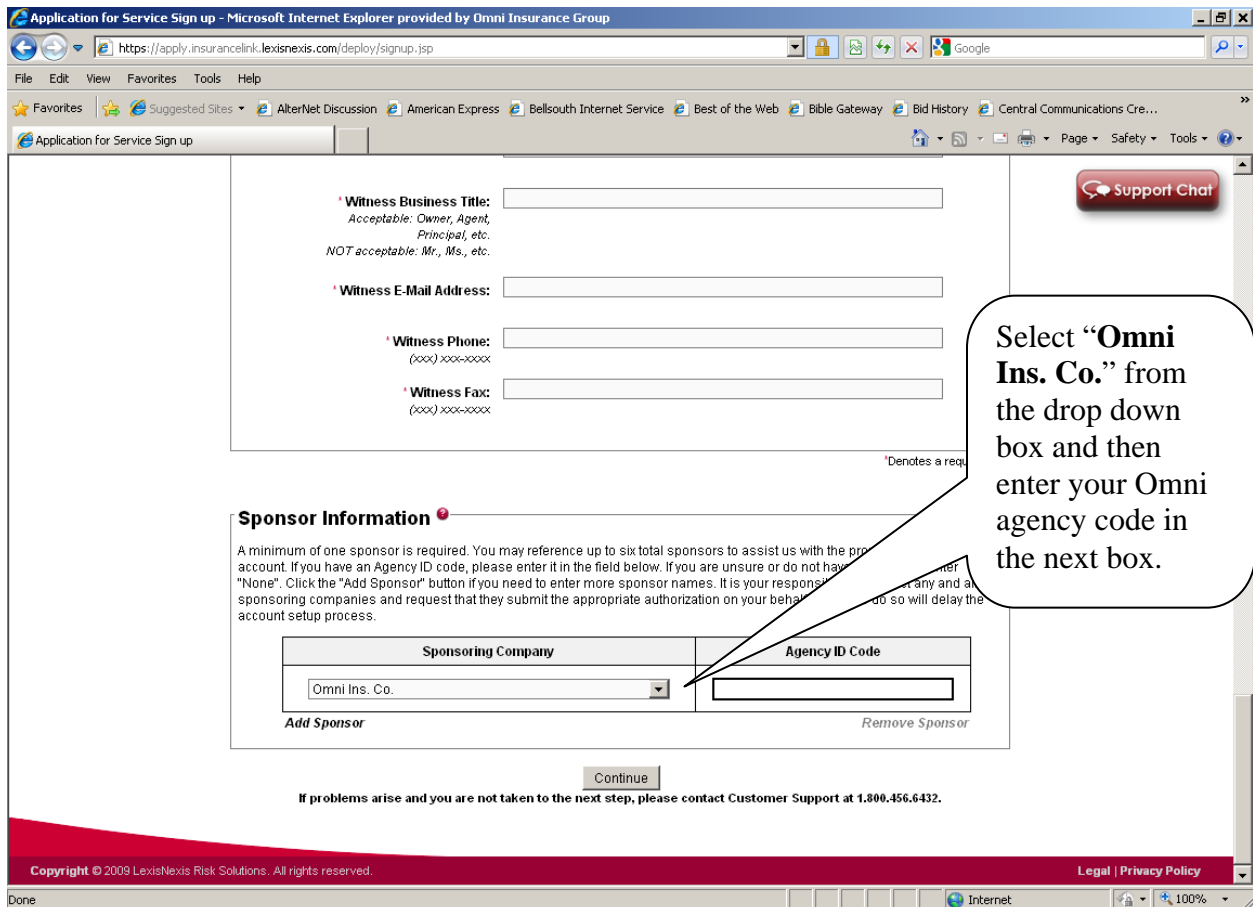 Application for Service Sign up - Microsoft Internet Explorer provided by Omni Insurance Group
https://apply.insurancelink.lexisnexis.com/deploy/signup.jsp
Google
File Edit View Favorites Tools Help
Favorites Suggested Sites AlterNet Discussion American Express Bellsouth Internet Service Best of the Web Bible Gateway Bid History Central Communications Cre... »
Application for Service Sign up
Page Safety Tools
Support Chat
* Witness Business Title:
Acceptable: Owner, Agent,
Principal, etc.
NOT acceptable: Mr., Ms., etc.
* Witness E-Mail Address:
* Witness Phone:
(xxx) xxx-xxxx
* Witness Fax:
(xxx) xxx-xxxx
Select “Omni
Ins. Co.” from
the drop down
box and then
enter your Omni
agency code in
the next box.
*Denotes a
Sponsor Information ?
A minimum of one sponsor is required. You may reference up to six total sponsors to assist us with the
account. If you have an Agency ID code, please enter it in the field below. If you are unsure or do not
"None". Click the "Add Sponsor" button if you need to enter more sponsor names. It is your any and
sponsoring companies and request that they submit the appropriate authorization on your do so will delay the
account setup process.
Sponsoring Company Agency ID Code
Omni Ins. Co.
Add Sponsor Remove Sponsor
Continue
If problems arise and you are not taken to the next step, please contact Customer Support at 1.800.456.6432.
Copyright © 2009 LexisNexis Risk Solutions. All rights reserved. Legal | Privacy Policy
Done Internet 100%